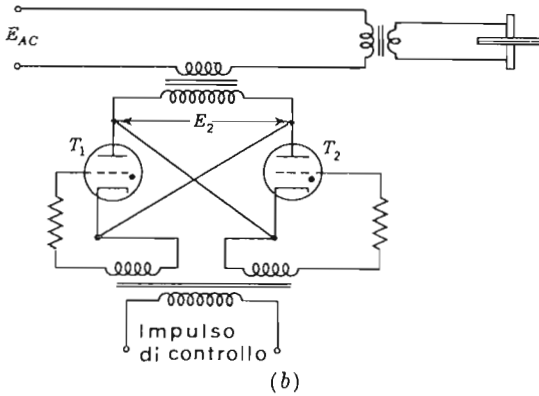 E_AC
E_2
T_1
T_2
Impulso
di controllo
(b)